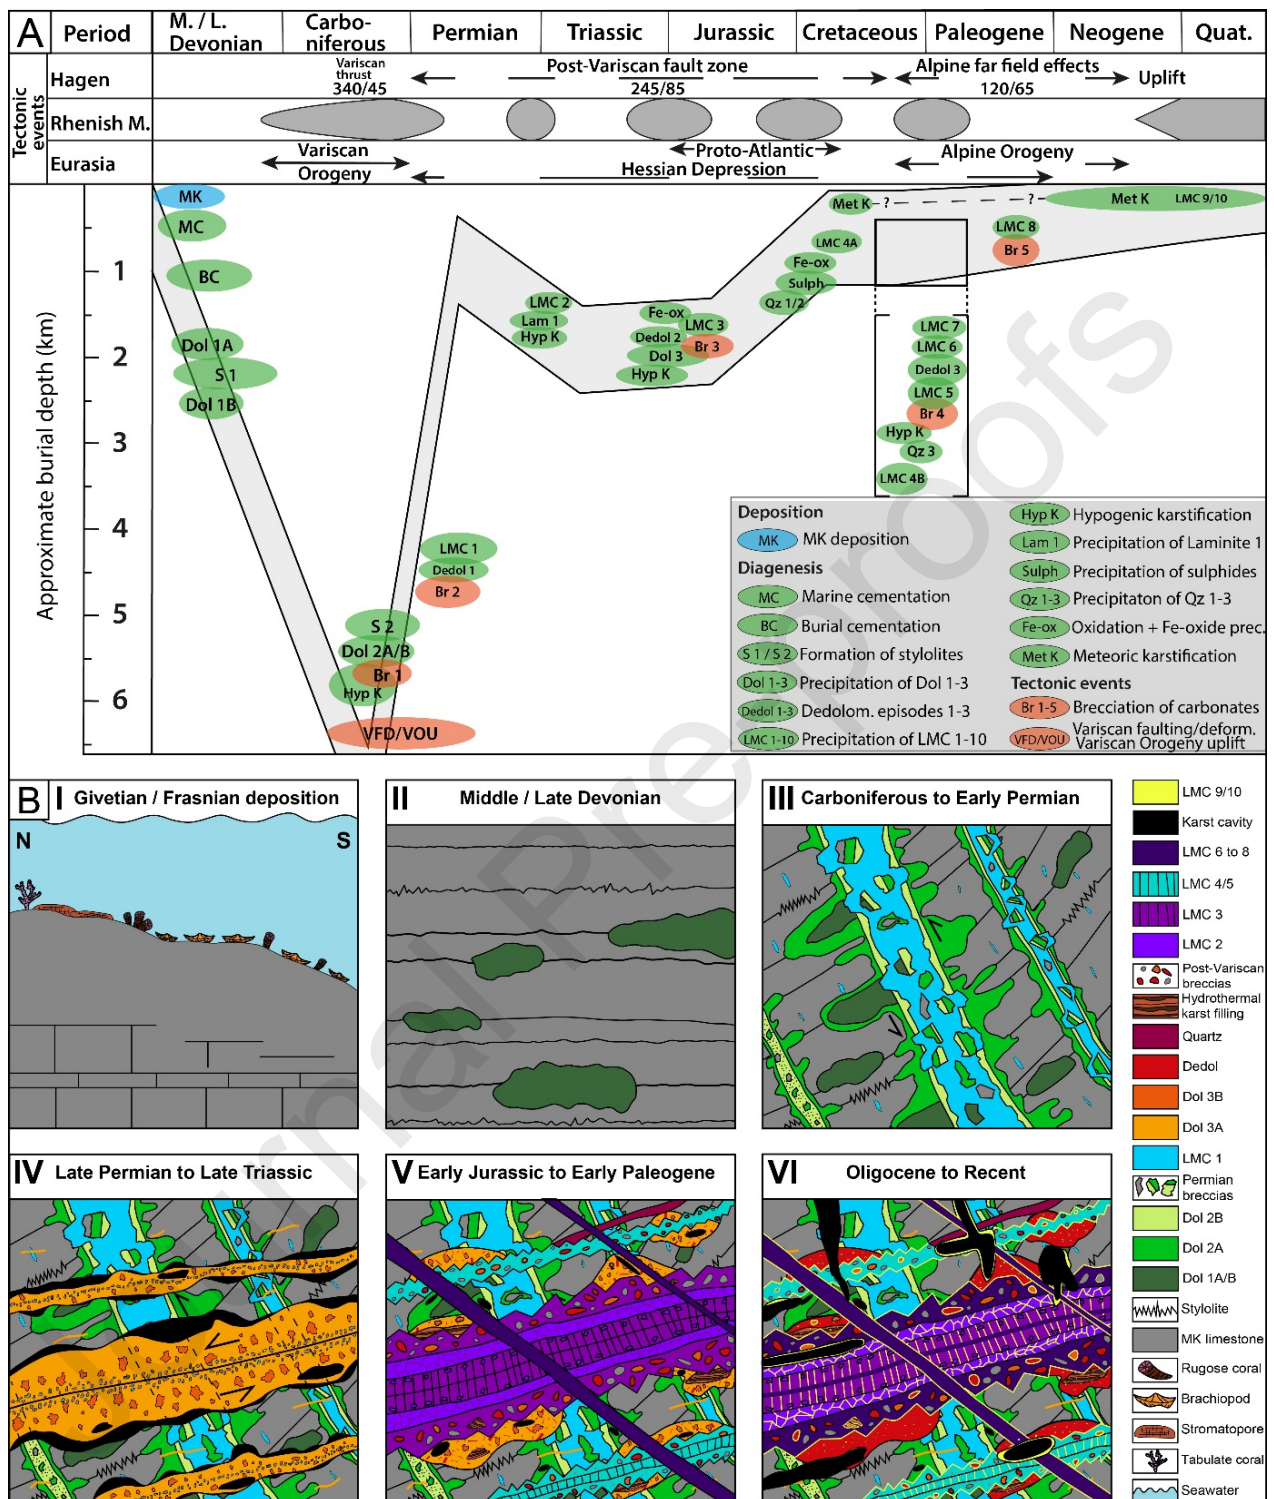 A
Period
M. / L.
Devonian
Carbo-
niferous
Permian
Triassic
Jurassic
Cretaceous
Paleogene
Neogene
Quat.
Tectonic
events
Hagen
Variscan
thrust
340/45
Post-Variscan fault zone
245/85
Alpine far field effects
120/65
Uplift
Rhenish M.
Eurasia
Variscan
Orogeny
Proto-Atlantic
Hessian Depression
Alpine Orogeny
Approximate burial depth (km)
1
2
3
4
5
6
MK
MC
BC
Dol 1A
S 1
Dol 1B
VFD/VOU
Hyp K
Br 1
Dol 2A/B
S 2
Br 2
Dedol 1
LMC 1
LMC 2
Lam 1
Hyp K
Fe-ox
LMC 3
Dedol 2
Br 3
Dol 3
Hyp K
Met K
?
?
LMC 4A
Fe-ox
Sulph
Qz 1/2
LMC 8
Br 5
Met K
LMC 9/10
LMC 7
LMC 6
Dedol 3
LMC 5
Br 4
Hyp K
Qz 3
LMC 4B
Deposition
MK MK deposition
Diagenesis
MC Marine cementation
BC Burial cementation
S 1 / S 2 Formation of stylolites
Dol 1-3 Precipitation of Dol 1-3
Dedol 1-3 Dedolom. episodes 1-3
LMC 1-10 Precipitation of LMC 1-10
Hyp K Hypogenic karstification
Lam 1 Precipitation of Laminite 1
Sulph Precipitation of sulphides
Qz 1-3 Precipitaton of Qz 1-3
Fe-ox Oxidation + Fe-oxide prec.
Met K Meteoric karstification
Tectonic events
Br 1-5 Brecciation of carbonates
VFD/VOU Variscan faulting/deform.
Variscan Orogeny uplift
B
I Givetian / Frasnian deposition
N
S
II Middle / Late Devonian
III Carboniferous to Early Permian
IV Late Permian to Late Triassic
V Early Jurassic to Early Paleogene
VI Oligocene to Recent
LMC 9/10
Karst cavity
LMC 6 to 8
LMC 4/5
LMC 3
LMC 2
Post-Variscan
breccias
Hydrothermal
karst filling
Quartz
Dedol
Dol 3B
Dol 3A
LMC 1
Permian
breccias
Dol 2B
Dol 2A
Dol 1A/B
Stylolite
MK limestone
Rugose coral
Brachiopod
Stromatopore
Tabulate coral
Seawater
Journal Pre-proofs